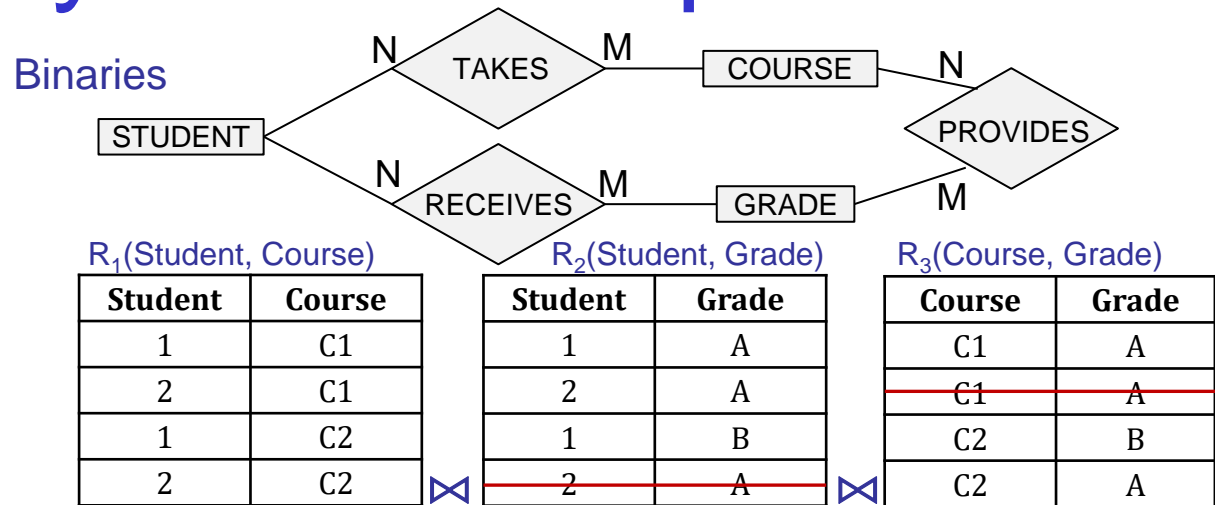 Binaries
N
TAKES
M
COURSE
N
STUDENT
PROVIDES
N
RECEIVES
M
GRADE
M
R1(Student, Course)
R2(Student, Grade)
R3(Course, Grade)
Student Course
1 C1
2 C1
1 C2
2 C2
⋈
Student Grade
1 A
2 A
1 B
2 A
⋈
Course Grade
C1 A
C1 A
C2 B
C2 A